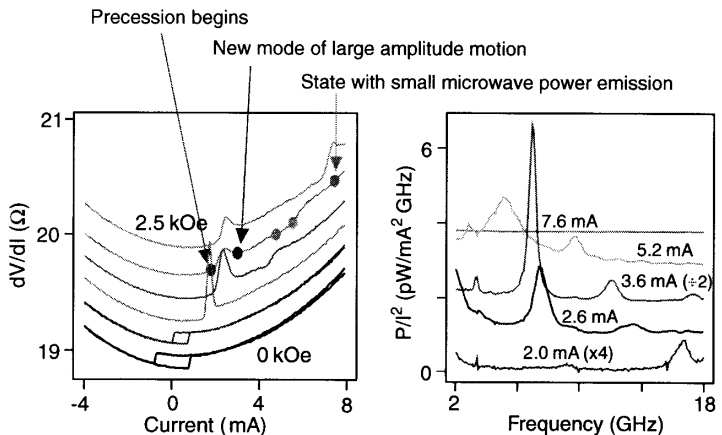 Precession begins
New mode of large amplitude motion
State with small microwave power emission
21
20
19
dV/dI (Ω)
2.5 kOe
0 kOe
-4
0
4
8
Current (mA)
6
0
P/I² (pW/mA² GHz)
7.6 mA
5.2 mA
3.6 mA (÷2)
2.6 mA
2.0 mA (x4)
2
18
Frequency (GHz)